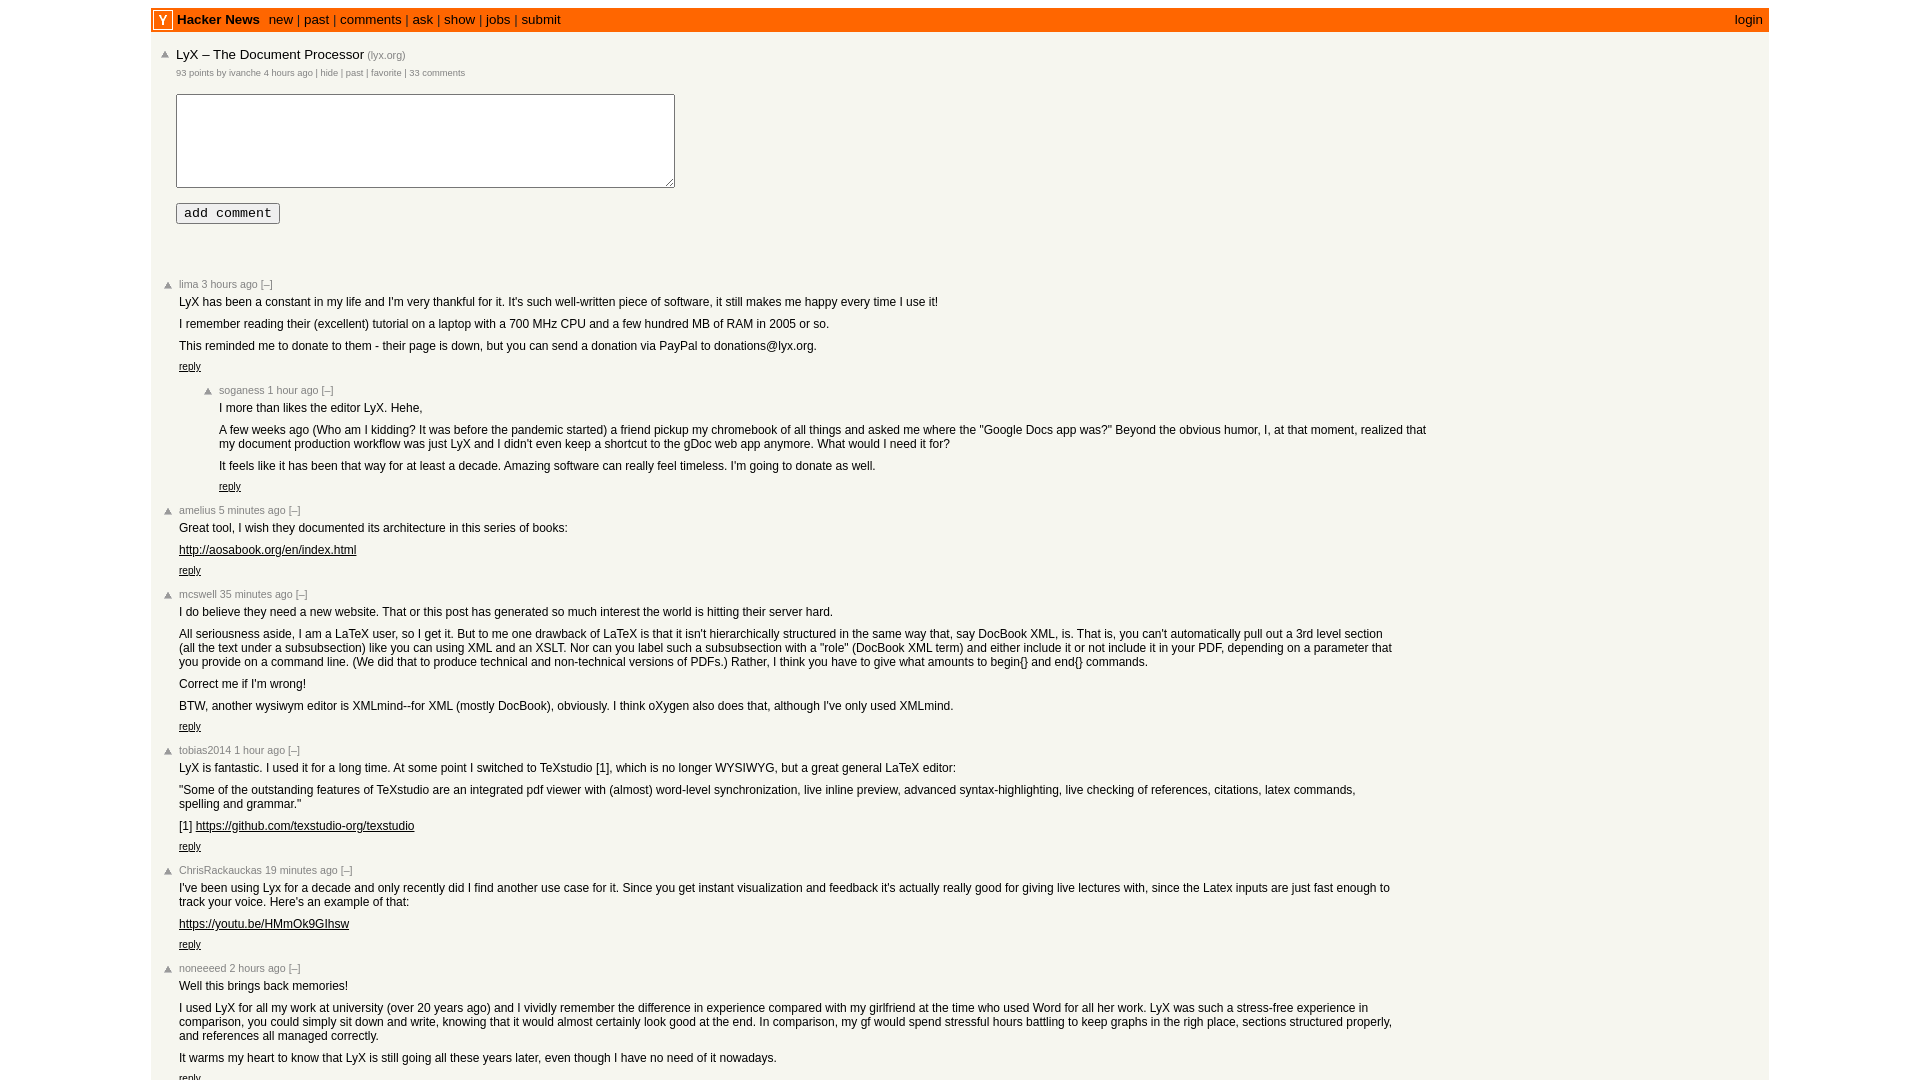 Y Hacker News new | past | comments | ask | show | jobs | submit login
LyX – The Document Processor (lyx.org)
93 points by ivanche 4 hours ago | hide | past | favorite | 33 comments
add comment
lima 3 hours ago [–]
LyX has been a constant in my life and I'm very thankful for it. It's such well-written piece of software, it still makes me happy every time I use it!
I remember reading their (excellent) tutorial on a laptop with a 700 MHz CPU and a few hundred MB of RAM in 2005 or so.
This reminded me to donate to them - their page is down, but you can send a donation via PayPal to donations@lyx.org.
reply
soganess 1 hour ago [–]
I more than likes the editor LyX. Hehe,
A few weeks ago (Who am I kidding? It was before the pandemic started) a friend pickup my chromebook of all things and asked me where the "Google Docs app was?" Beyond the obvious humor, I, at that moment, realized that
my document production workflow was just LyX and I didn't even keep a shortcut to the gDoc web app anymore. What would I need it for?
It feels like it has been that way for at least a decade. Amazing software can really feel timeless. I'm going to donate as well.
reply
amelius 5 minutes ago [–]
Great tool, I wish they documented its architecture in this series of books:
http://aosabook.org/en/index.html
reply
mcswell 35 minutes ago [–]
I do believe they need a new website. That or this post has generated so much interest the world is hitting their server hard.
All seriousness aside, I am a LaTeX user, so I get it. But to me one drawback of LaTeX is that it isn't hierarchically structured in the same way that, say DocBook XML, is. That is, you can't automatically pull out a 3rd level section
(all the text under a subsubsection) like you can using XML and an XSLT. Nor can you label such a subsubsection with a "role" (DocBook XML term) and either include it or not include it in your PDF, depending on a parameter that
you provide on a command line. (We did that to produce technical and non-technical versions of PDFs.) Rather, I think you have to give what amounts to begin{} and end{} commands.
Correct me if I'm wrong!
BTW, another wysiwym editor is XMLmind--for XML (mostly DocBook), obviously. I think oXygen also does that, although I've only used XMLmind.
reply
tobias2014 1 hour ago [–]
LyX is fantastic. I used it for a long time. At some point I switched to TeXstudio [1], which is no longer WYSIWYG, but a great general LaTeX editor:
"Some of the outstanding features of TeXstudio are an integrated pdf viewer with (almost) word-level synchronization, live inline preview, advanced syntax-highlighting, live checking of references, citations, latex commands,
spelling and grammar."
[1] https://github.com/texstudio-org/texstudio
reply
ChrisRackauckas 19 minutes ago [–]
I've been using Lyx for a decade and only recently did I find another use case for it. Since you get instant visualization and feedback it's actually really good for giving live lectures with, since the Latex inputs are just fast enough to
track your voice. Here's an example of that:
https://youtu.be/HMmOk9GIhsw
reply
noneeeed 2 hours ago [–]
Well this brings back memories!
I used LyX for all my work at university (over 20 years ago) and I vividly remember the difference in experience compared with my girlfriend at the time who used Word for all her work. LyX was such a stress-free experience in
comparison, you could simply sit down and write, knowing that it would almost certainly look good at the end. In comparison, my gf would spend stressful hours battling to keep graphs in the righ place, sections structured properly,
and references all managed correctly.
It warms my heart to know that LyX is still going all these years later, even though I have no need of it nowadays.
reply